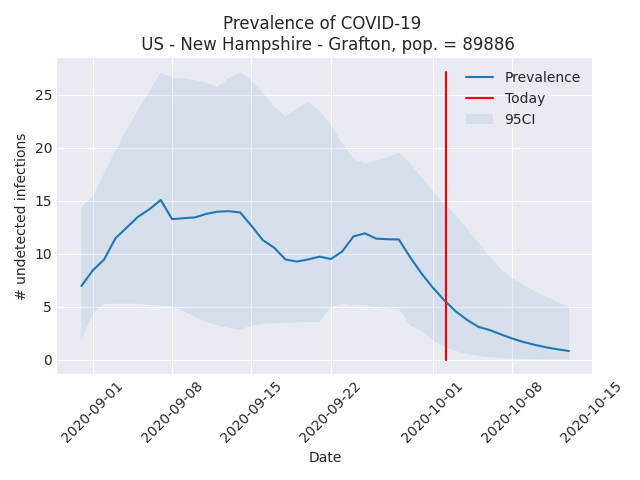 Prevalence of COVID-19
US - New Hampshire - Grafton, pop. = 89886
# undetected infections
25
20
15
10
5
0
Prevalence
Today
95CI
2020-09-01
2020-09-08
2020-09-15
2020-09-22
2020-10-01
2020-10-08
2020-10-15
Date